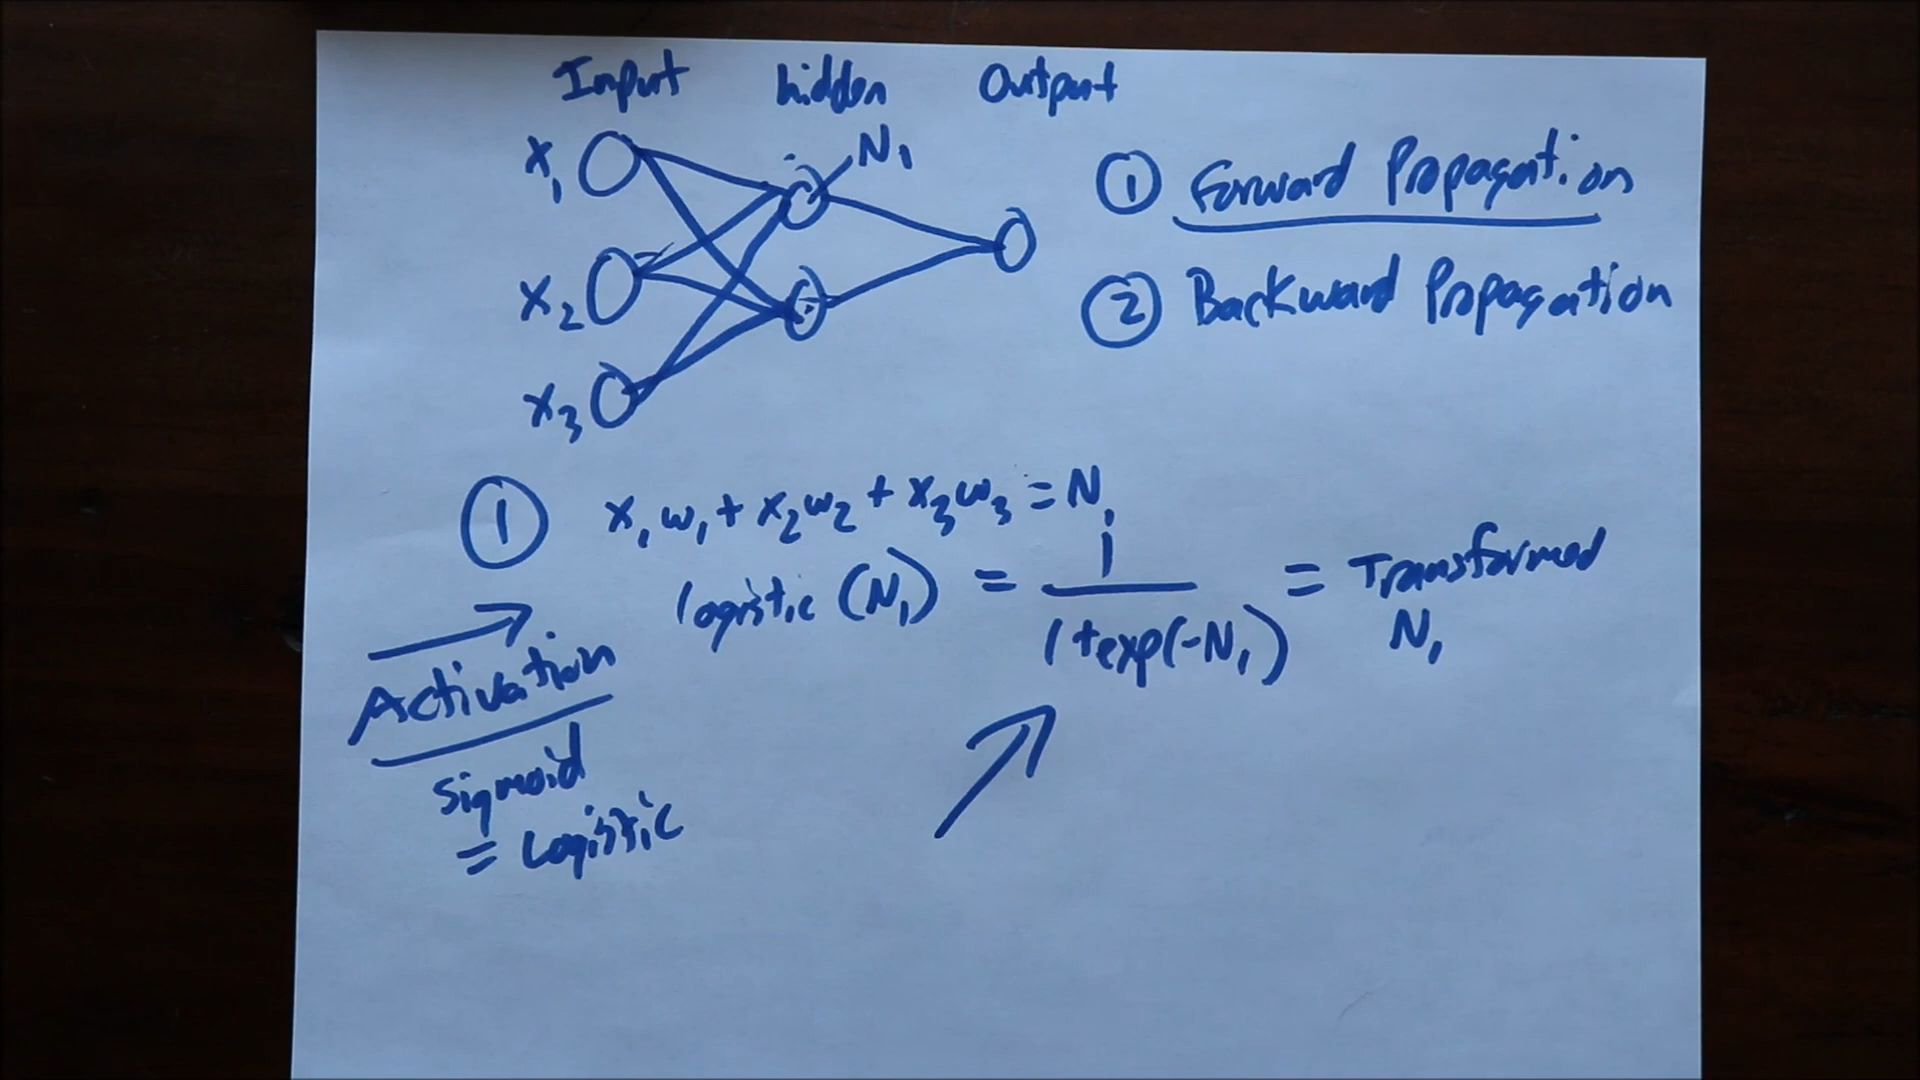 Input hidden Output
x₁
N₁
① Forward Propagation
x₂
② Backward Propagation
x₃
① x₁w₁ + x₂w₂ + x₃w₃ = N₁
logistic (N₁) = 1 / (1+exp(-N₁)) = Transformed N₁
Activation
Sigmoid
= Logistic